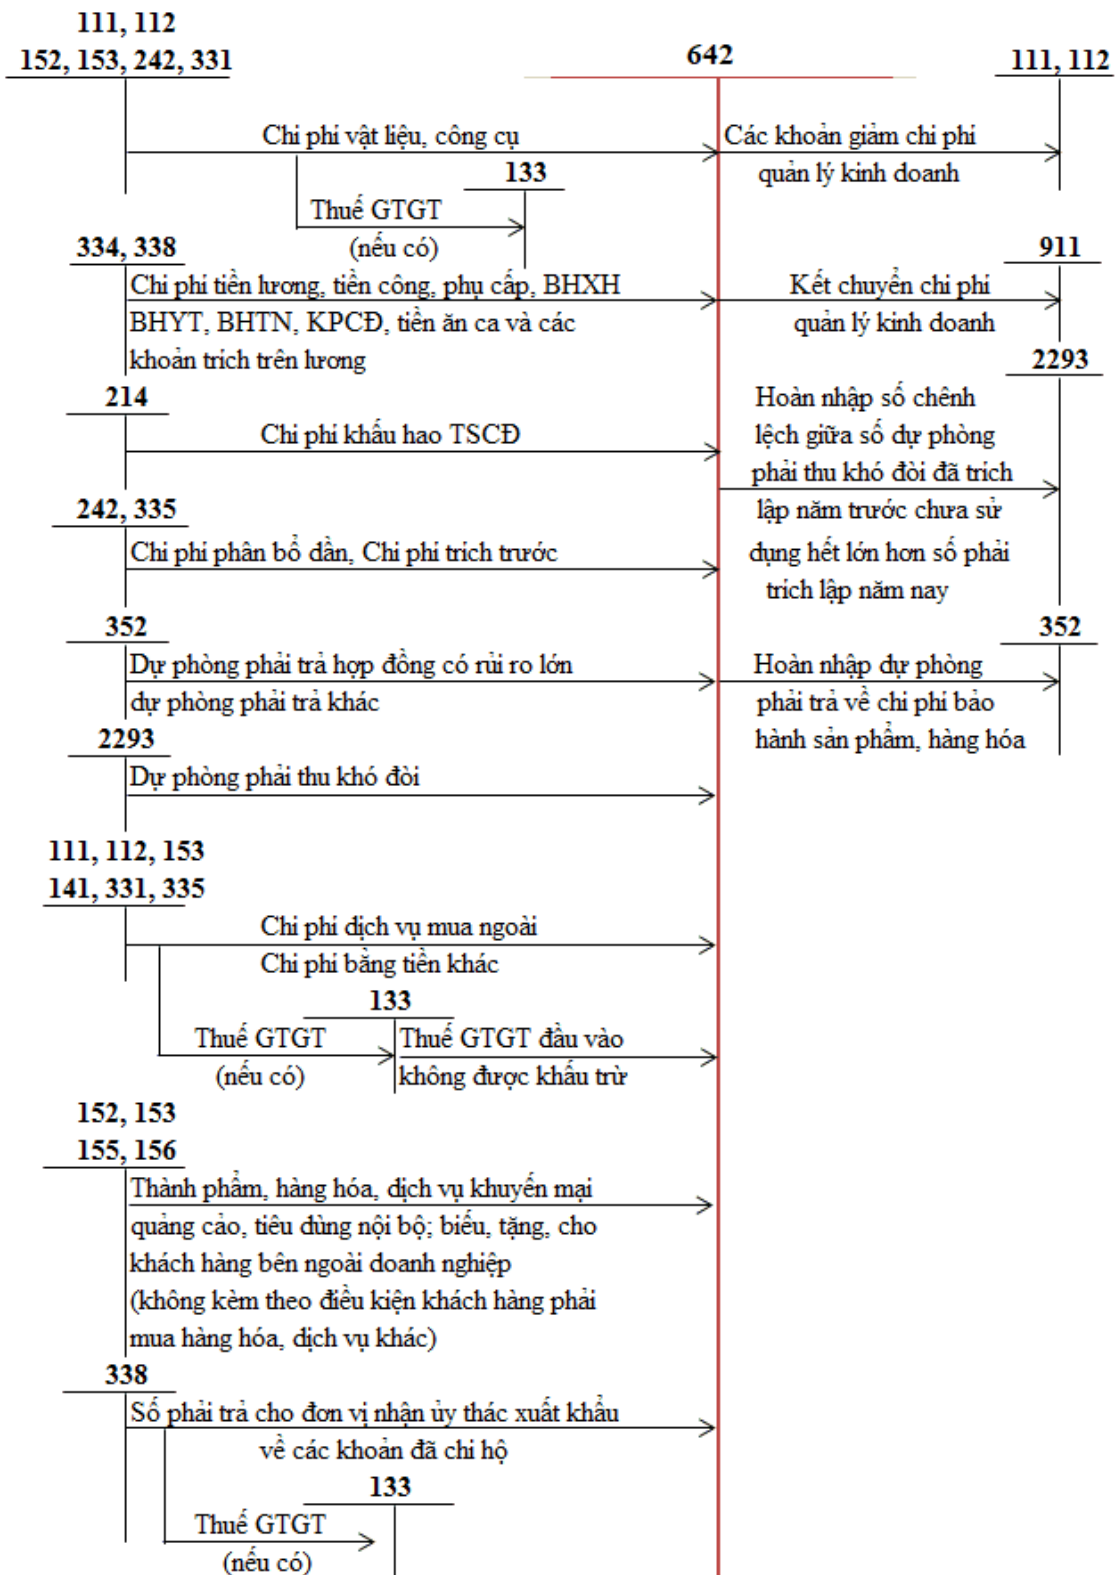 111, 112
152, 153, 242, 331
642
111, 112
Chi phí vật liệu, công cụ
Các khoản giảm chi phí
quản lý kinh doanh
133
Thuế GTGT
(nếu có)
334, 338
911
Chi phí tiền lương, tiền công, phụ cấp, BHXH
BHYT, BHTN, KPCĐ, tiền ăn ca và các
khoản trích trên lương
Kết chuyển chi phí
quản lý kinh doanh
2293
214
Chi phí khấu hao TSCĐ
Hoàn nhập số chênh
lệch giữa số dự phòng
phải thu khó đòi đã trích
lập năm trước chưa sử
dụng hết lớn hơn số phải
trích lập năm nay
242, 335
Chi phí phân bổ dần, Chi phí trích trước
352
352
Dự phòng phải trả hợp đồng có rủi ro lớn
dự phòng phải trả khác
Hoàn nhập dự phòng
phải trả về chi phí bảo
hành sản phẩm, hàng hóa
2293
Dự phòng phải thu khó đòi
111, 112, 153
141, 331, 335
Chi phí dịch vụ mua ngoài
Chi phí bằng tiền khác
133
Thuế GTGT
(nếu có)
Thuế GTGT đầu vào
không được khấu trừ
152, 153
155, 156
Thành phẩm, hàng hóa, dịch vụ khuyến mại
quảng cảo, tiêu dùng nội bộ; biếu, tặng, cho
khách hàng bên ngoài doanh nghiệp
(không kèm theo điều kiện khách hàng phải
mua hàng hóa, dịch vụ khác)
338
Số phải trả cho đơn vị nhận ủy thác xuất khẩu
về các khoản đã chi hộ
133
Thuế GTGT
(nếu có)